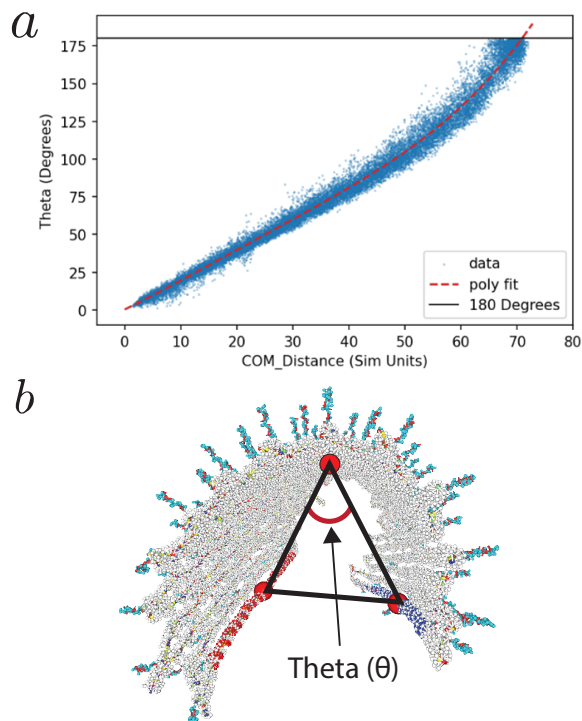 a
175
150
125
100
75
50
25
0
Theta (Degrees)
data
poly fit
180 Degrees
0 10 20 30 40 50 60 70 80
COM_Distance (Sim Units)
b
Theta (θ)